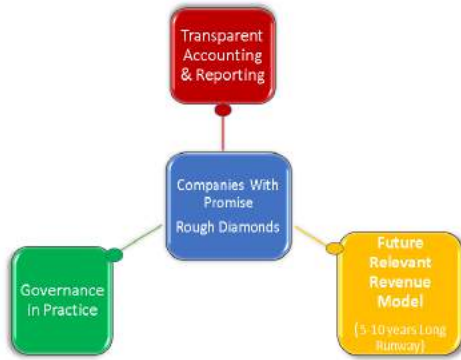 Transparent
Accounting
& Reporting
Companies With
Promise
Rough Diamonds
Governance
in Practice
Future
Relevant
Revenue
Model
(5-10 years Long
Runway)